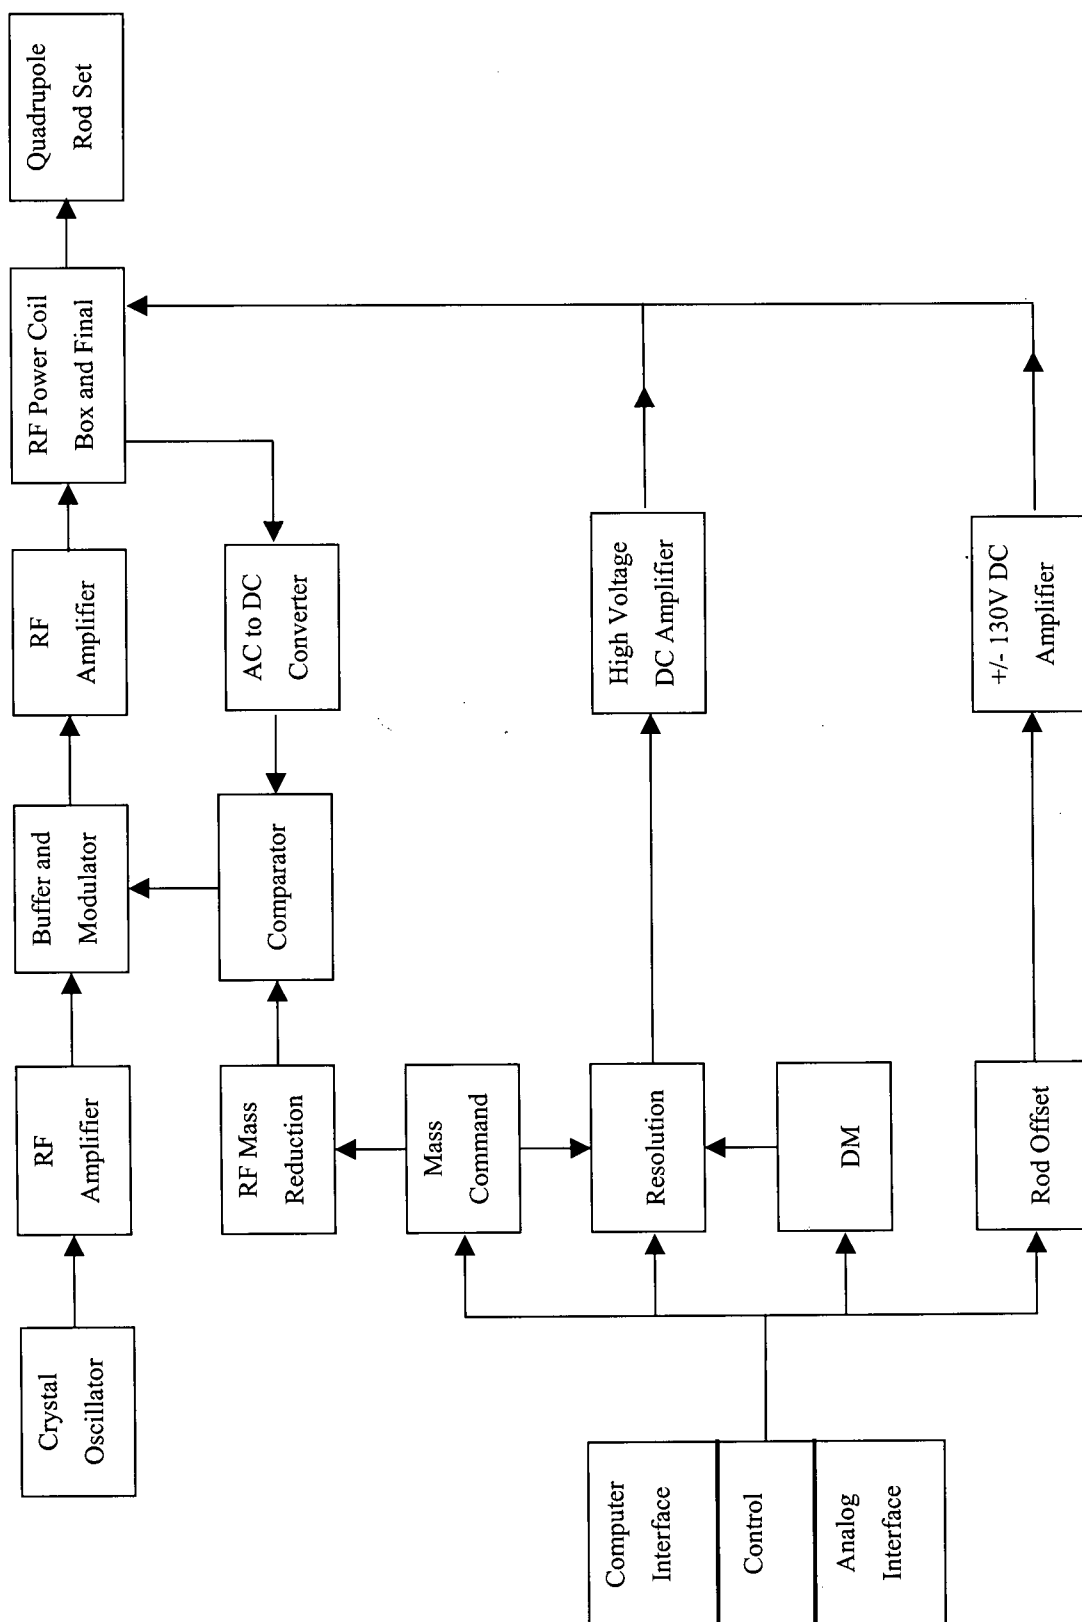 Crystal
Oscillator
RF
Amplifier
Buffer and
Modulator
RF
Amplifier
RF Power Coil
Box and Final
Quadrupole
Rod Set
RF Mass
Reduction
Comparator
AC to DC
Converter
Mass
Command
Computer
Interface
Control
Analog
Interface
Resolution
High Voltage
DC Amplifier
DM
Rod Offset
+/- 130V DC
Amplifier